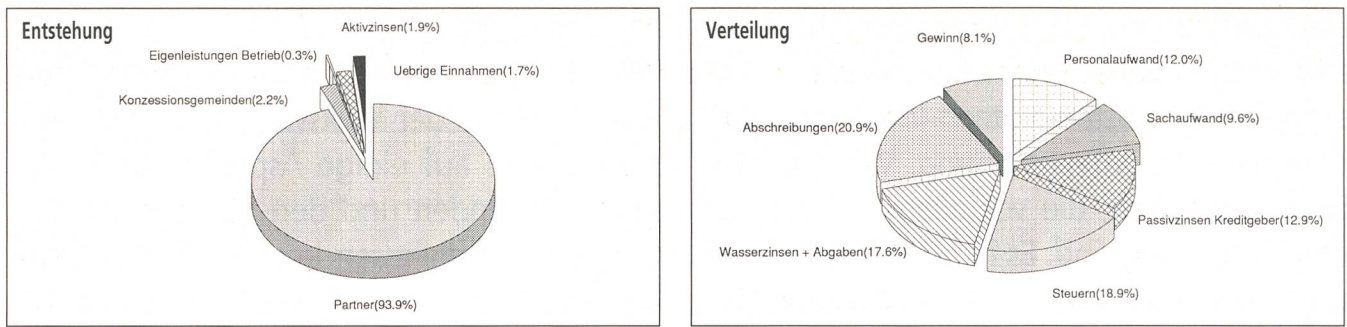 Entstehung
Aktivzinsen(1.9%)
Eigenleistungen Betrieb(0.3%)
Uebrige Einnahmen(1.7%)
Konzessionsgemeinden(2.2%)
Partner(93.9%)
Verteilung
Gewinn(8.1%)
Personalaufwand(12.0%)
Sachaufwand(9.6%)
Abschreibungen(20.9%)
Passivzinsen Kreditgeber(12.9%)
Wasserzinsen + Abgaben(17.6%)
Steuern(18.9%)